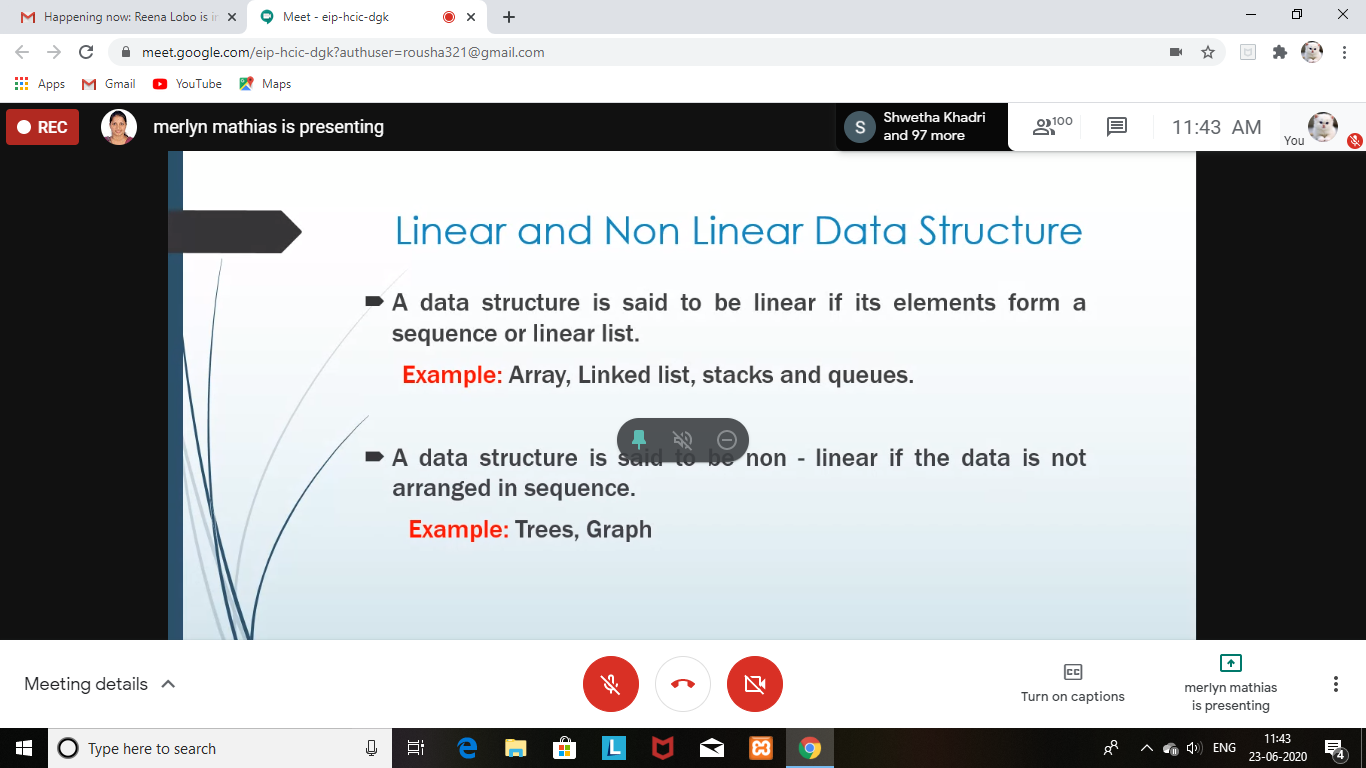 Happening now: Reena Lobo is in
Meet - eip-hcic-dgk
meet.google.com/eip-hcic-dgk?authuser=rousha321@gmail.com
Apps Gmail YouTube Maps
REC
merlyn mathias is presenting
S
Shwetha Khadri
and 97 more
100
11:43 AM
You
Linear and Non Linear Data Structure
A data structure is said to be linear if its elements form a
sequence or linear list.
Example: Array, Linked list, stacks and queues.
A data structure is said to be non - linear if the data is not
arranged in sequence.
Example: Trees, Graph
Meeting details
CC
Turn on captions
merlyn mathias
is presenting
Type here to search
L
ENG
11:43
23-06-2020
4